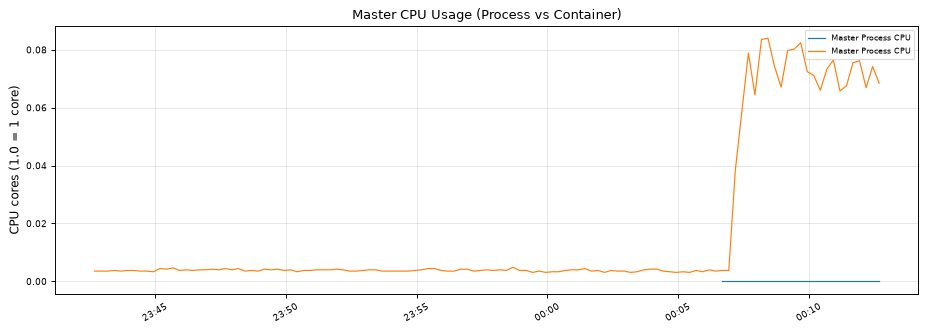 Master CPU Usage (Process vs Container)
Master Process CPU
Master Process CPU
CPU cores (1.0 = 1 core)
0.08
0.06
0.04
0.02
0.00
23:45
23:50
23:55
00:00
00:05
00:10